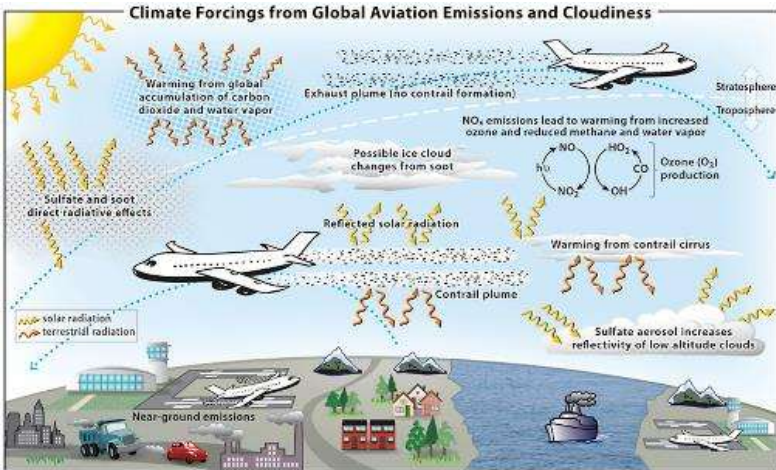 Climate Forcings from Global Aviation Emissions and Cloudiness
Warming from global
accumulation of carbon
dioxide and water vapor
Exhaust plume (no contrail formation)
Stratosphere
Troposphere
NOx emissions lead to warming from increased
ozone and reduced methane and water vapor
Possible ice cloud
changes from soot
NO
HO2
hν
CO
NO2
OH
Ozone (O3)
production
Sulfate and soot
direct radiative effects
Reflected solar radiation
Warming from contrail cirrus
Contrail plume
solar radiation
terrestrial radiation
Sulfate aerosol increases
reflectivity of low altitude clouds
Near-ground emissions